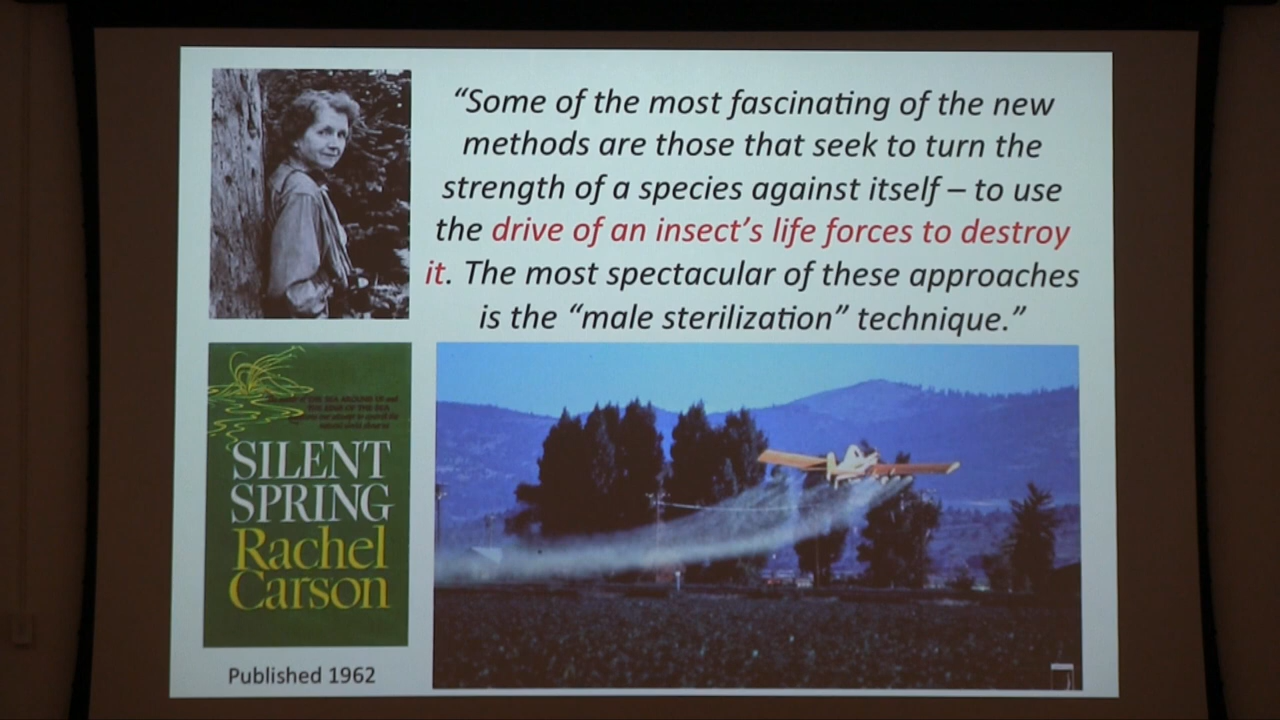 “Some of the most fascinating of the new
methods are those that seek to turn the
strength of a species against itself – to use
the drive of an insect’s life forces to destroy
it. The most spectacular of these approaches
is the “male sterilization” technique.”
SILENT
SPRING
Rachel
Carson
Published 1962